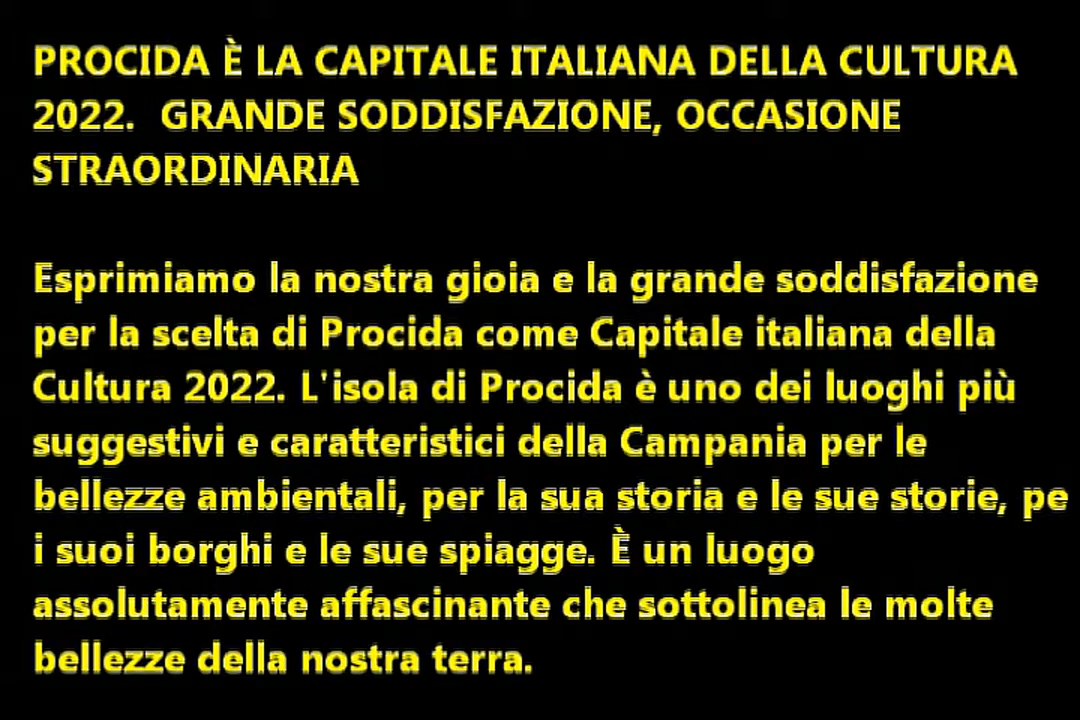 PROCIDA È LA CAPITALE ITALIANA DELLA CULTURA
2022. GRANDE SODDISFAZIONE, OCCASIONE
STRAORDINARIA
Esprimiamo la nostra gioia e la grande soddisfazione
per la scelta di Procida come Capitale italiana della
Cultura 2022. L'isola di Procida è uno dei luoghi più
suggestivi e caratteristici della Campania per le
bellezze ambientali, per la sua storia e le sue storie, pe
i suoi borghi e le sue spiagge. È un luogo
assolutamente affascinante che sottolinea le molte
bellezze della nostra terra.